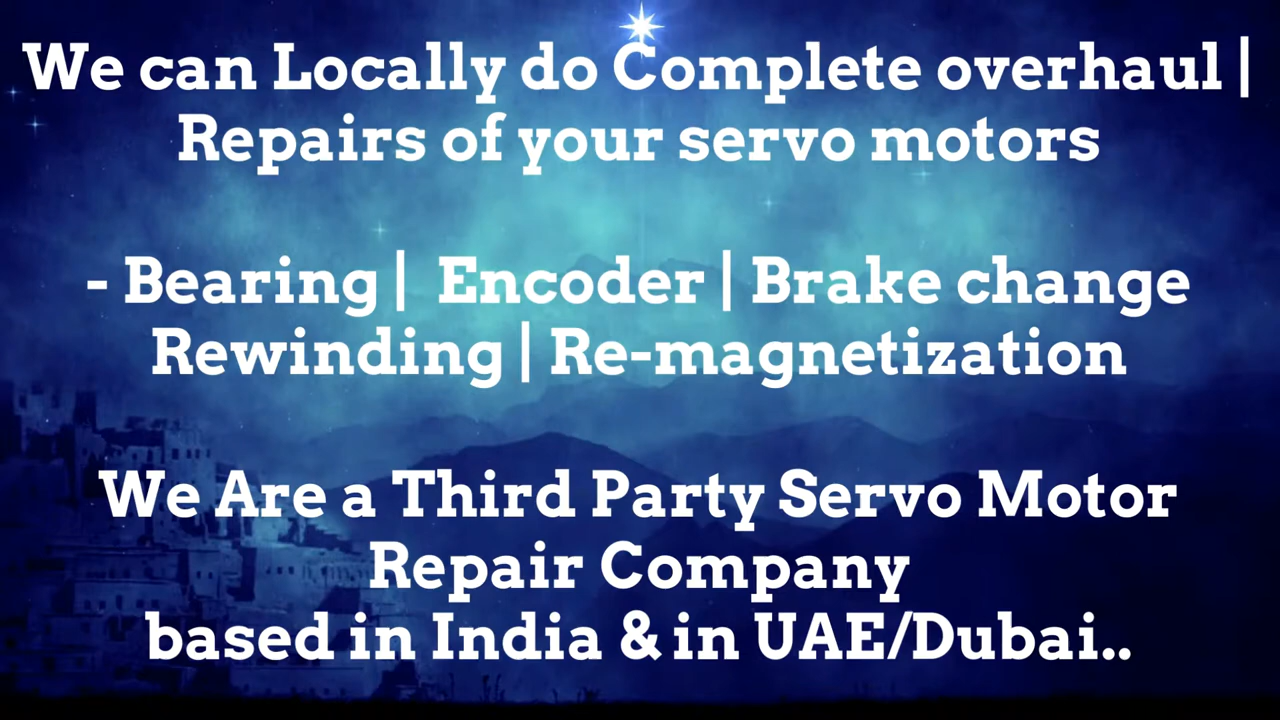 We can Locally do Complete overhaul |
Repairs of your servo motors
- Bearing | Encoder | Brake change
Rewinding | Re-magnetization
We Are a Third Party Servo Motor
Repair Company
based in India & in UAE/Dubai..